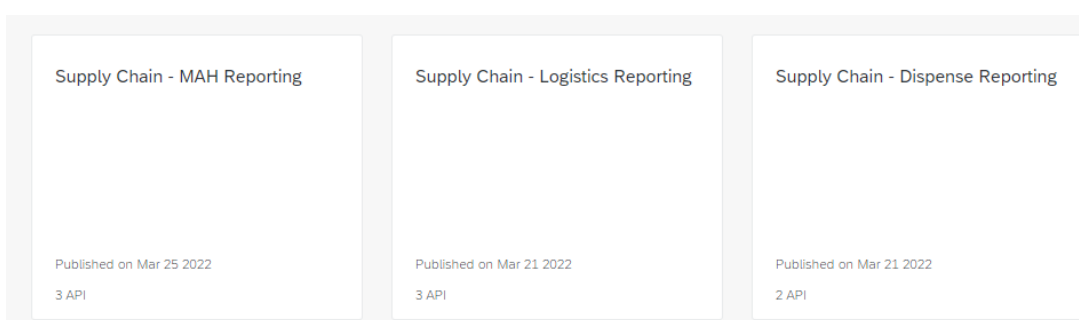 Supply Chain - MAH Reporting
Published on Mar 25 2022
3 API
Supply Chain - Logistics Reporting
Published on Mar 21 2022
3 API
Supply Chain - Dispense Reporting
Published on Mar 21 2022
2 API